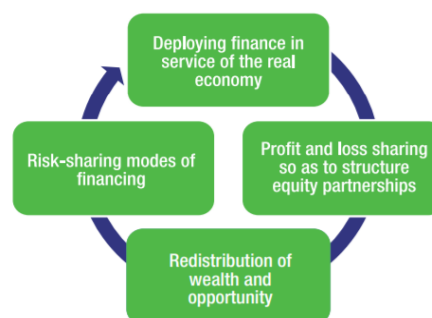 Deploying finance in
service of the real
economy
Profit and loss sharing
so as to structure
equity partnerships
Redistribution of
wealth and
opportunity
Risk-sharing modes of
financing